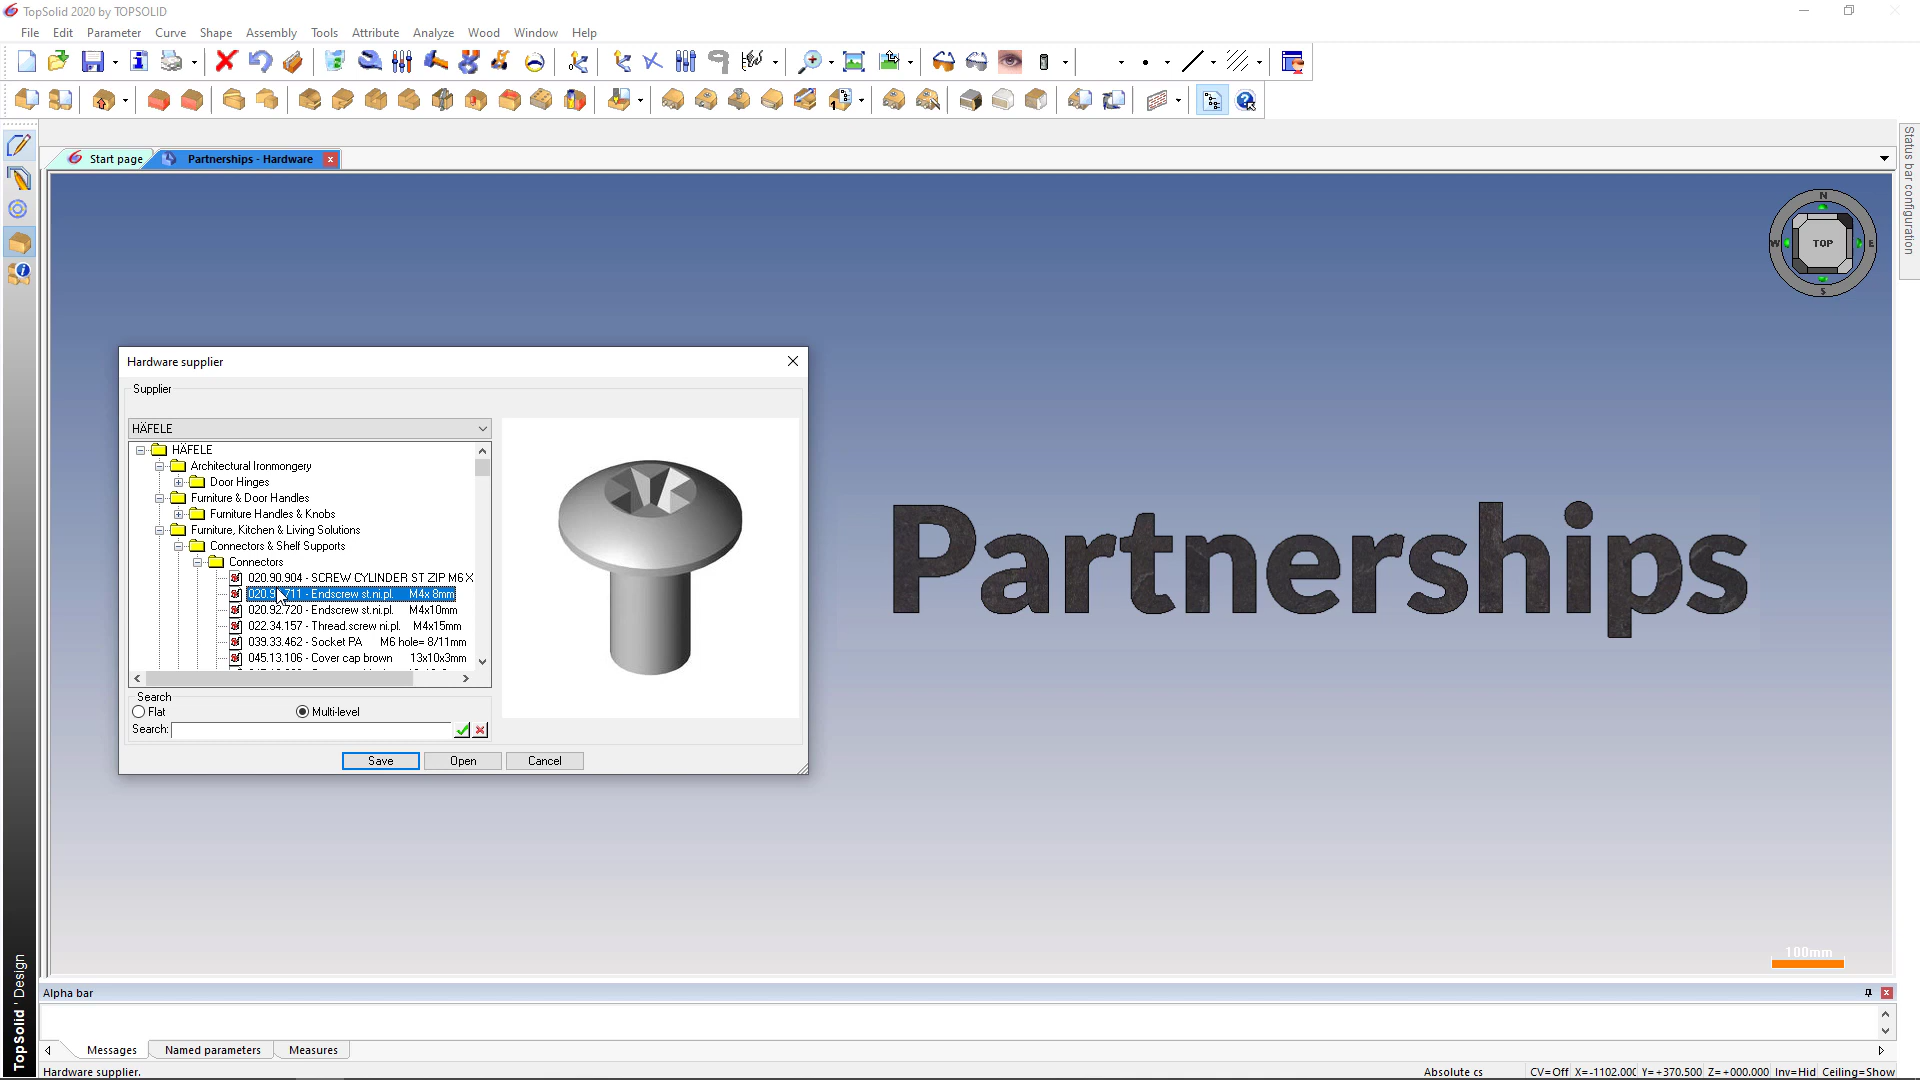 TopSolid 2020 by TOPSOLID
File Edit Parameter Curve Shape Assembly Tools Attribute Analyze Wood Window Help
Start page
Partnerships - Hardware
Status bar configuration
N
W TOP E
S
Hardware supplier
Supplier
HÄFELE
HÄFELE
Architectural Ironmongery
Door Hinges
Furniture & Door Handles
Furniture Handles & Knobs
Furniture, Kitchen & Living Solutions
Connectors & Shelf Supports
Connectors
020.90.904 - SCREW CYLINDER ST ZIP M6 X
711 - Endscrew st.ni.pl. M4x 8mm
020.92.720 - Endscrew st.ni.pl. M4x10mm
022.34.157 - Thread.screw ni.pl. M4x15mm
039.33.462 - Socket PA M6 hole= 8/11mm
045.13.106 - Cover cap brown 13x10x3mm
Search
Flat Multi-level
Search:
Save Open Cancel
Partnerships
100mm
TopSolid ' Design
Alpha bar
Messages Named parameters Measures
Hardware supplier.
Absolute cs CV=Off X=-1102.000 Y=+370.500 Z=+000.000 Inv=Hid Ceiling=Show